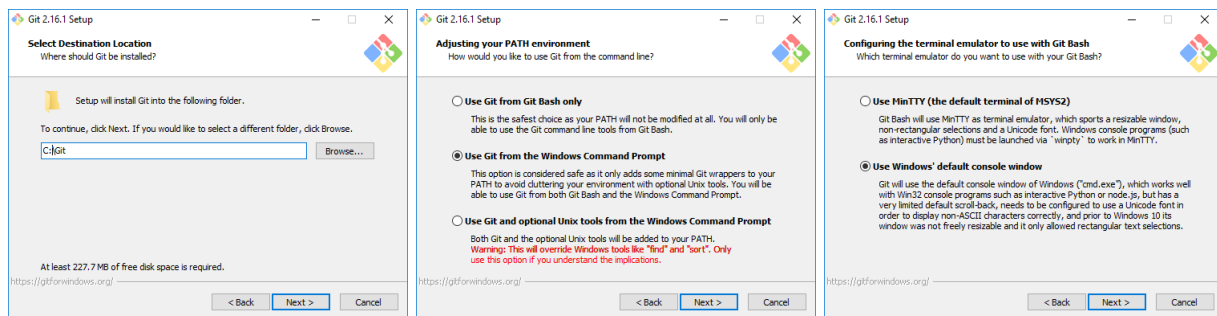 Git 2.16.1 Setup
Select Destination Location
Where should Git be installed?
Setup will install Git into the following folder.
To continue, click Next. If you would like to select a different folder, click Browse.
C:\Git
Browse...
At least 227.7 MB of free disk space is required.
https://gitforwindows.org/
< Back
Next >
Cancel
Git 2.16.1 Setup
Adjusting your PATH environment
How would you like to use Git from the command line?
Use Git from Git Bash only
This is the safest choice as your PATH will not be modified at all. You will only be
able to use the Git command line tools from Git Bash.
Use Git from the Windows Command Prompt
This option is considered safe as it only adds some minimal Git wrappers to your
PATH to avoid cluttering your environment with optional Unix tools. You will be
able to use Git from both Git Bash and the Windows Command Prompt.
Use Git and optional Unix tools from the Windows Command Prompt
Both Git and the optional Unix tools will be added to your PATH.
Warning: This will override Windows tools like "find" and "sort". Only
use this option if you understand the implications.
https://gitforwindows.org/
< Back
Next >
Cancel
Git 2.16.1 Setup
Configuring the terminal emulator to use with Git Bash
Which terminal emulator do you want to use with your Git Bash?
Use MinTTY (the default terminal of MSYS2)
Git Bash will use MinTTY as terminal emulator, which sports a resizable window,
non-rectangular selections and a Unicode font. Windows console programs (such
as interactive Python) must be launched via `winpty` to work in MinTTY.
Use Windows' default console window
Git will use the default console window of Windows ("cmd.exe"), which works well
with Win32 console programs such as interactive Python or node.js, but has a
very limited default scroll-back, needs to be configured to use a Unicode font in
order to display non-ASCII characters correctly, and prior to Windows 10 its
window was not freely resizable and it only allowed rectangular text selections.
https://gitforwindows.org/
< Back
Next >
Cancel